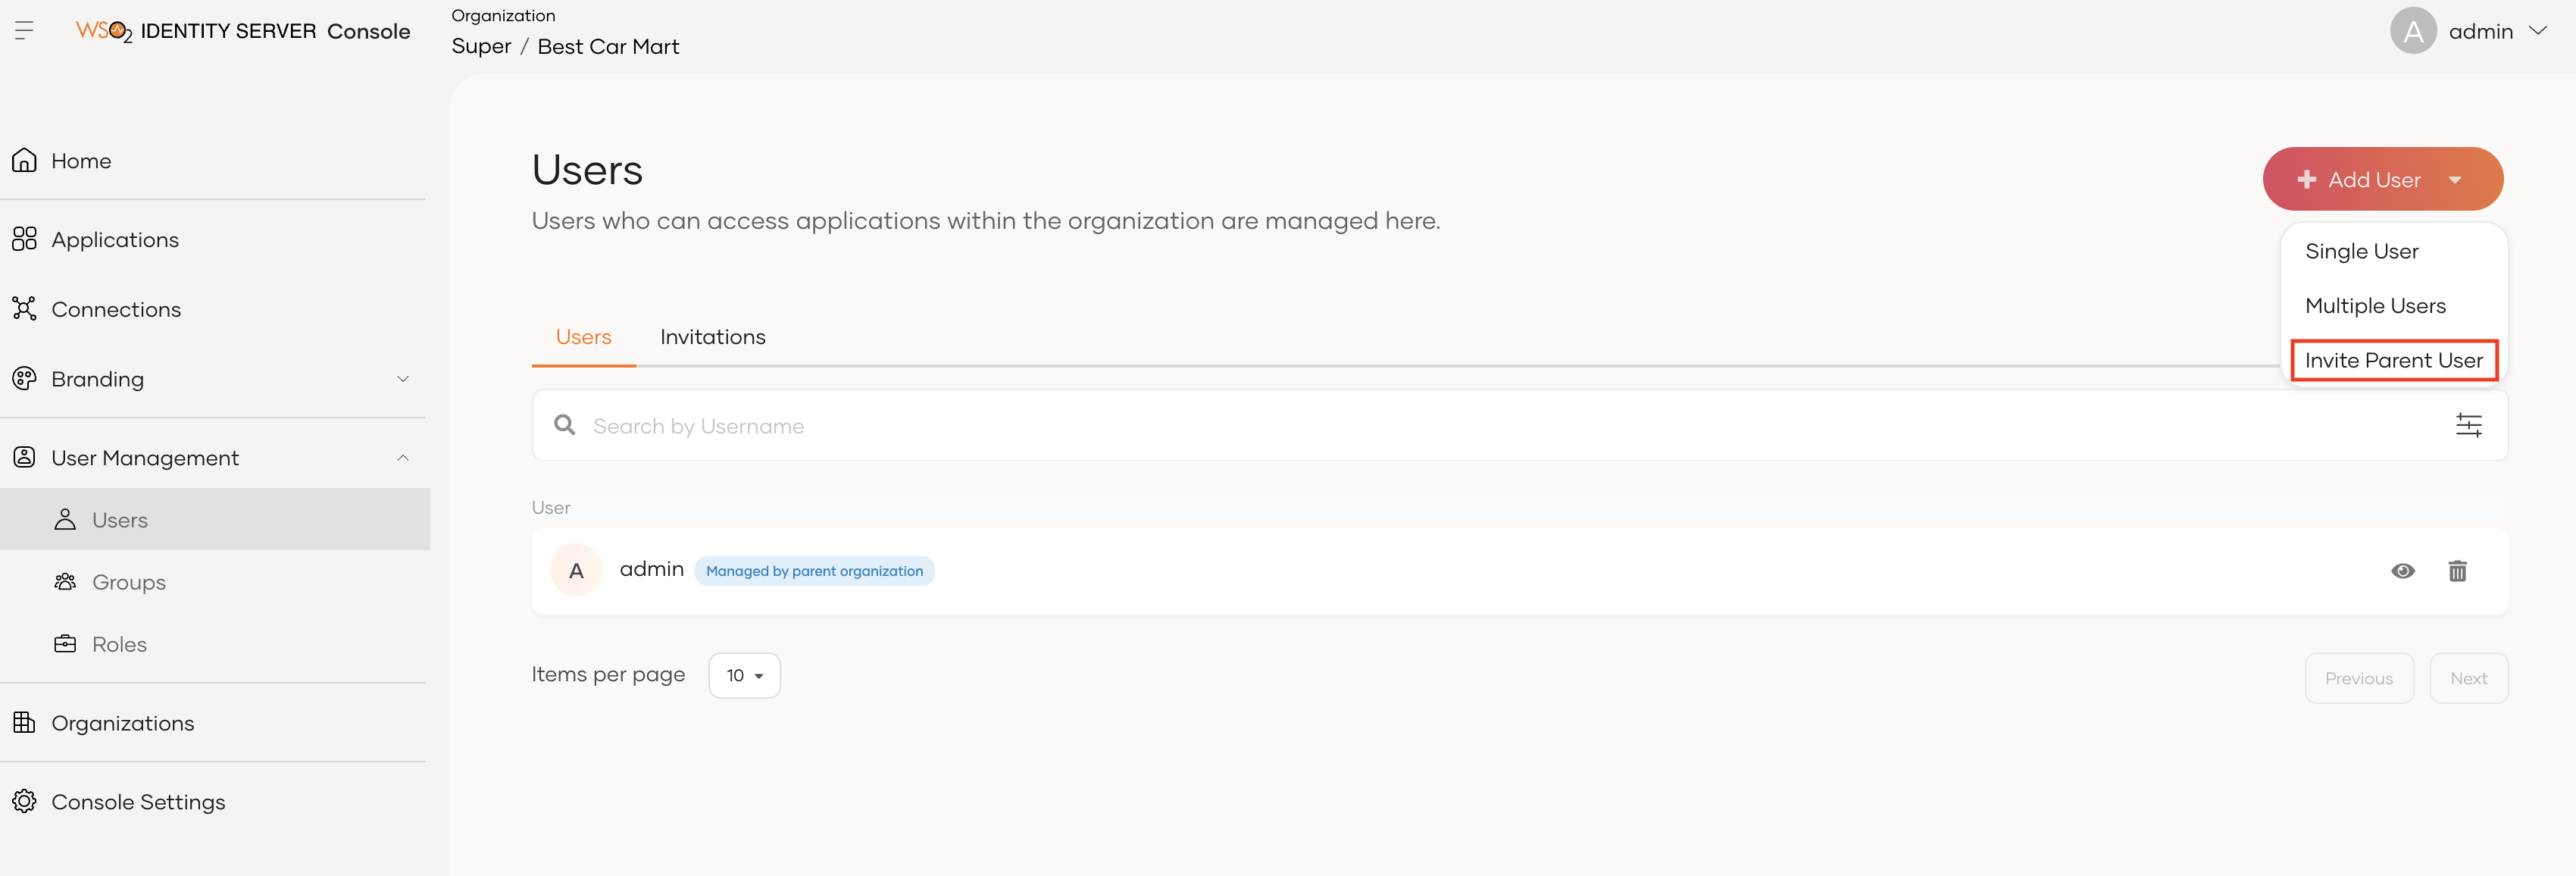 WSO2 IDENTITY SERVER Console
Organization
Super / Best Car Mart
A admin
Home
Applications
Connections
Branding
User Management
Users
Groups
Roles
Organizations
Console Settings
Users
Users who can access applications within the organization are managed here.
Add User
Single User
Multiple Users
Invite Parent User
Users Invitations
Search by Username
User
A admin Managed by parent organization
Items per page 10
Previous Next